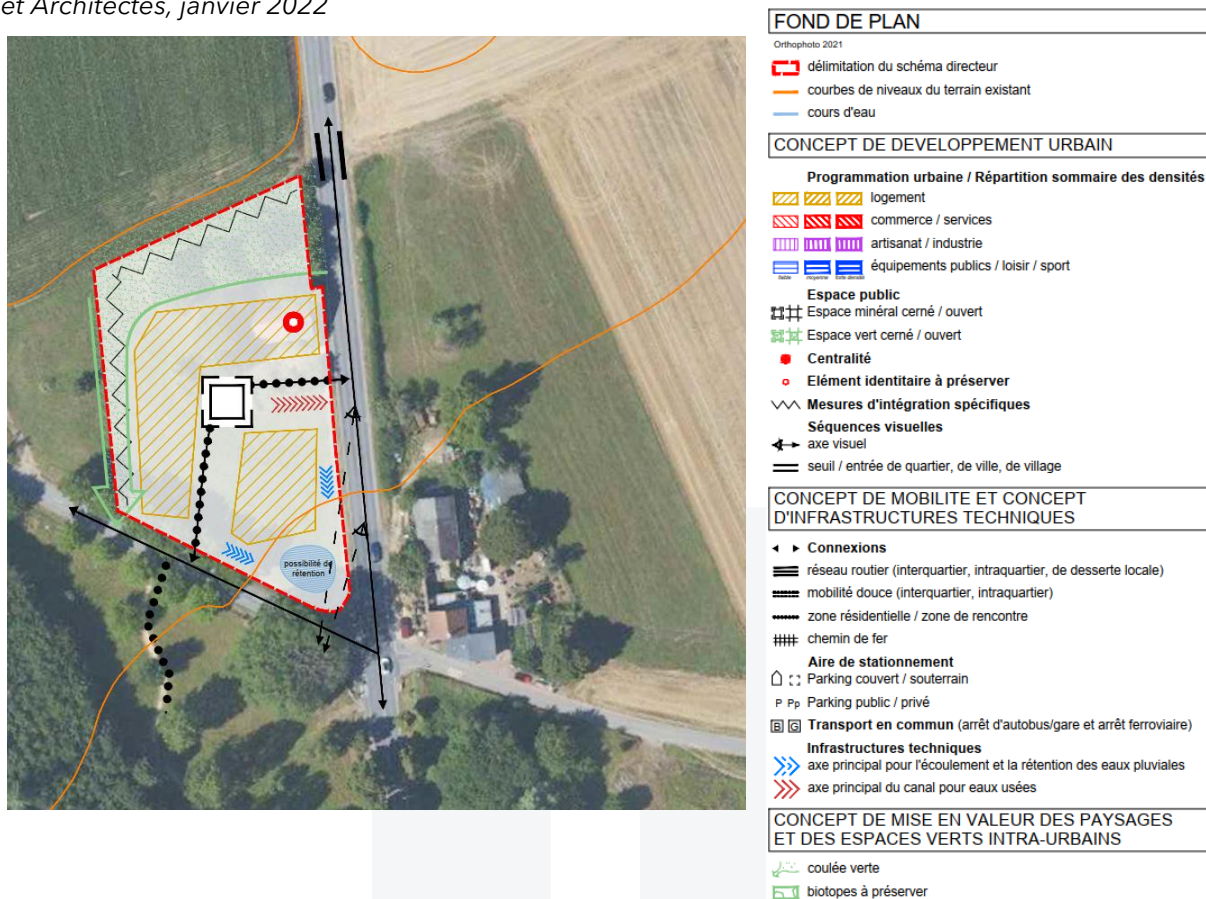 et Architectes, janvier 2022
possibilité de
rétention
FOND DE PLAN
Orthophoto 2021
délimitation du schéma directeur
courbes de niveaux du terrain existant
cours d'eau
CONCEPT DE DEVELOPPEMENT URBAIN
Programmation urbaine / Répartition sommaire des densités
logement
commerce / services
artisanat / industrie
équipements publics / loisir / sport
faible moyenne forte densité
Espace public
Espace minéral cerné / ouvert
Espace vert cerné / ouvert
Centralité
Elément identitaire à préserver
Mesures d'intégration spécifiques
Séquences visuelles
axe visuel
seuil / entrée de quartier, de ville, de village
CONCEPT DE MOBILITE ET CONCEPT
D'INFRASTRUCTURES TECHNIQUES
Connexions
réseau routier (interquartier, intraquartier, de desserte locale)
mobilité douce (interquartier, intraquartier)
zone résidentielle / zone de rencontre
chemin de fer
Aire de stationnement
Parking couvert / souterrain
P Pp Parking public / privé
B G Transport en commun (arrêt d'autobus/gare et arrêt ferroviaire)
Infrastructures techniques
axe principal pour l'écoulement et la rétention des eaux pluviales
axe principal du canal pour eaux usées
CONCEPT DE MISE EN VALEUR DES PAYSAGES
ET DES ESPACES VERTS INTRA-URBAINS
coulée verte
biotopes à préserver